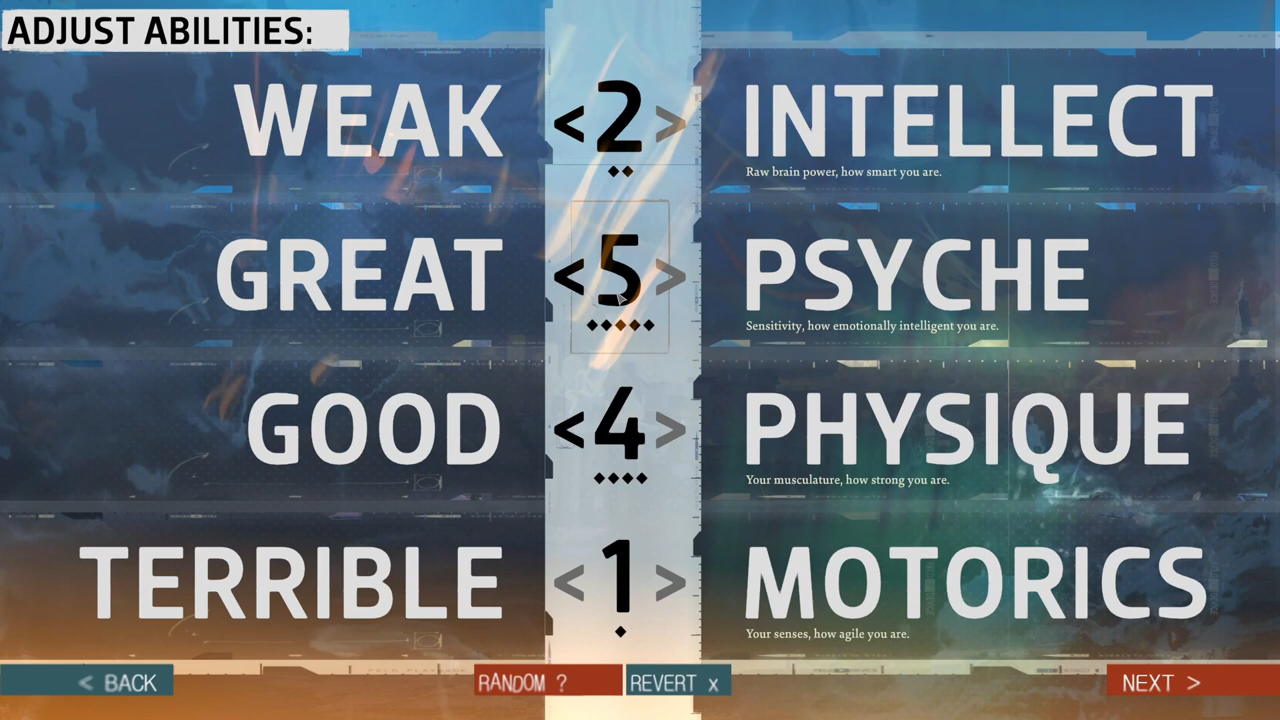 ADJUST ABILITIES:
WEAK <2> INTELLECT
Raw brain power, how smart you are.
GREAT <5> PSYCHE
Sensitivity, how emotionally intelligent you are.
GOOD <4> PHYSIQUE
Your musculature, how strong you are.
TERRIBLE <1> MOTORICS
Your senses, how agile you are.
< BACK RANDOM ? REVERT x NEXT >